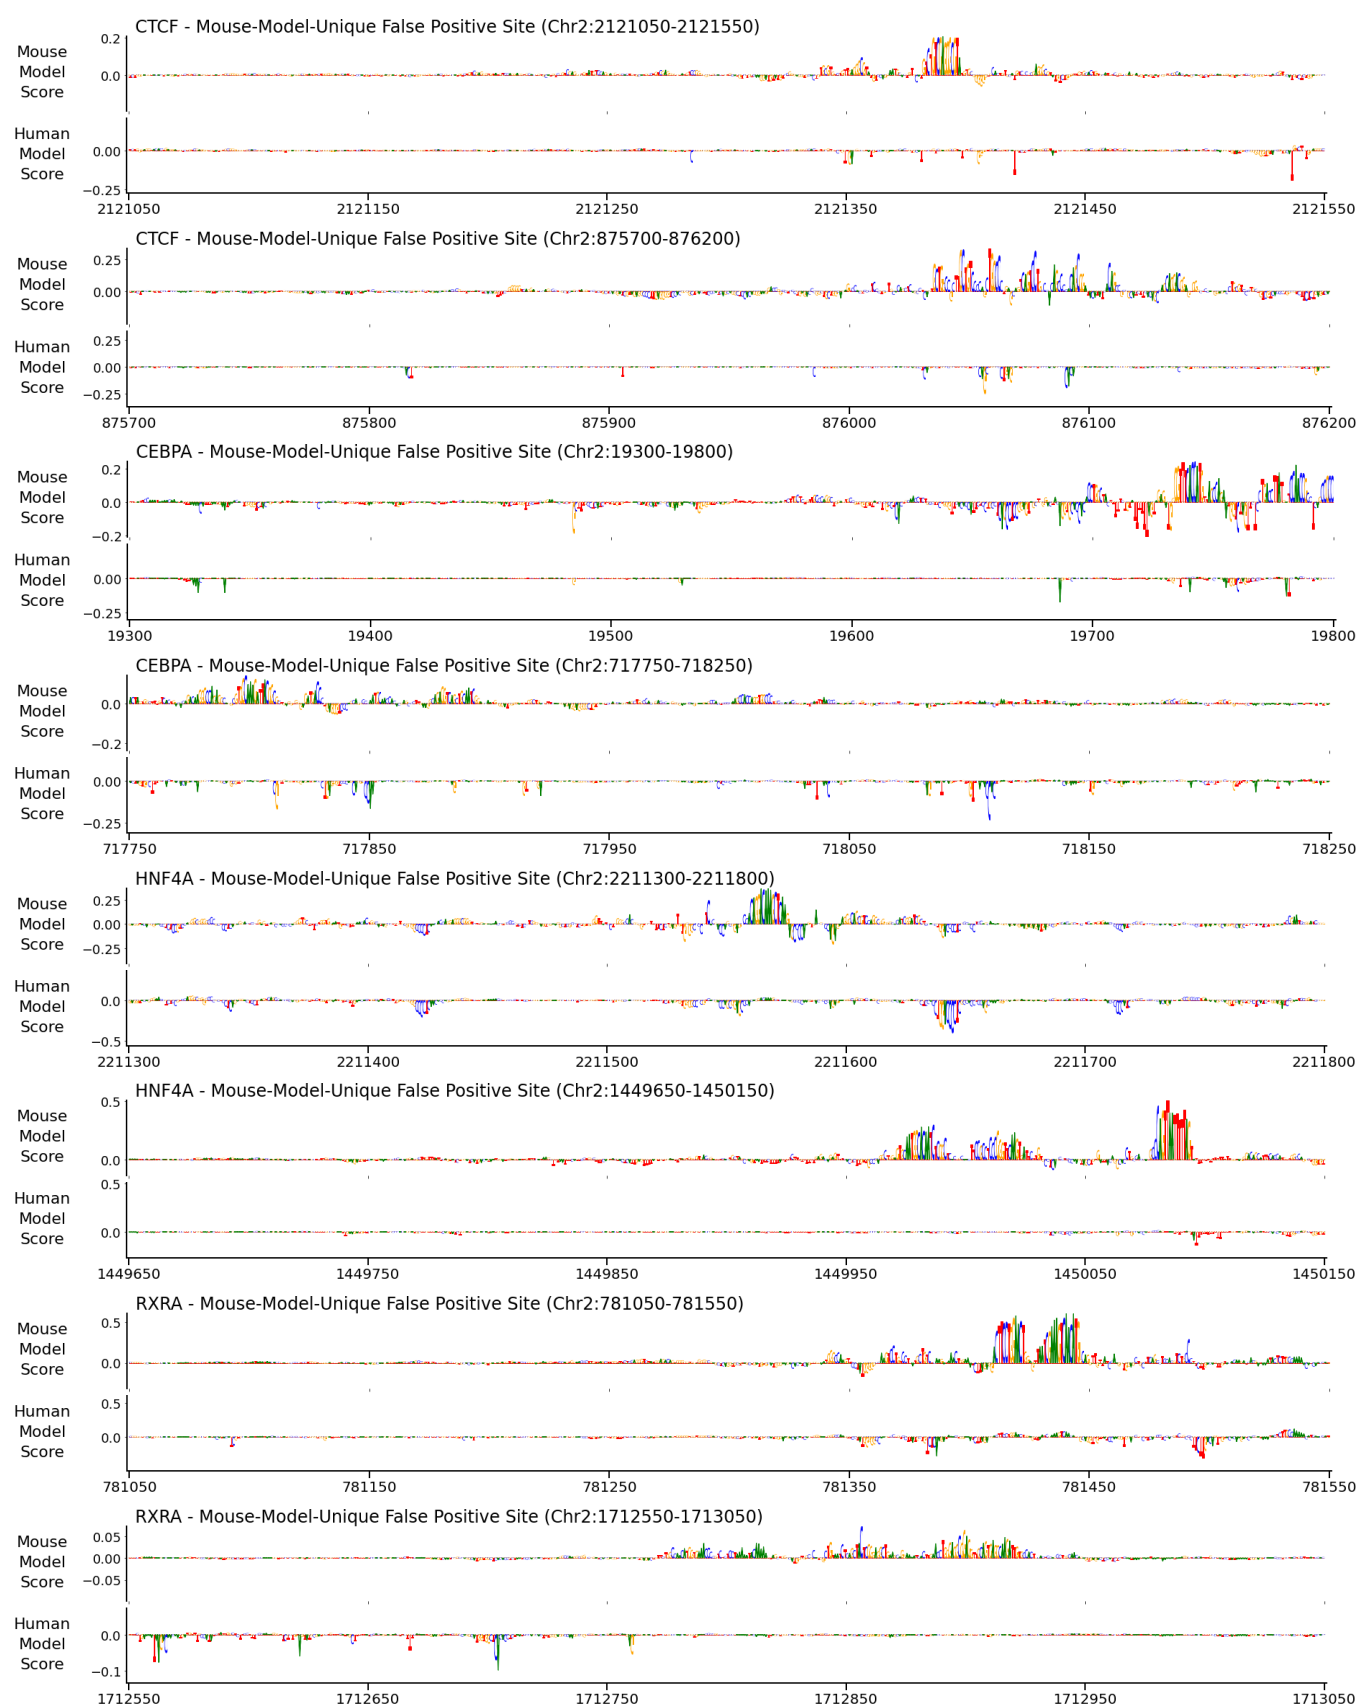 CTCF - Mouse-Model-Unique False Positive Site (Chr2:2121050-2121550)
Mouse
Model
Score
0.2
0.0
Human
Model
Score
0.00
−0.25
2121050 2121150 2121250 2121350 2121450 2121550
CTCF - Mouse-Model-Unique False Positive Site (Chr2:875700-876200)
Mouse
Model
Score
0.25
0.00
Human
Model
Score
0.25
0.00
−0.25
875700 875800 875900 876000 876100 876200
CEBPA - Mouse-Model-Unique False Positive Site (Chr2:19300-19800)
Mouse
Model
Score
0.2
0.0
−0.2
Human
Model
Score
0.00
−0.25
19300 19400 19500 19600 19700 19800
CEBPA - Mouse-Model-Unique False Positive Site (Chr2:717750-718250)
Mouse
Model
Score
0.0
−0.2
Human
Model
Score
0.00
−0.25
717750 717850 717950 718050 718150 718250
HNF4A - Mouse-Model-Unique False Positive Site (Chr2:2211300-2211800)
Mouse
Model
Score
0.25
0.00
−0.25
Human
Model
Score
0.0
−0.5
2211300 2211400 2211500 2211600 2211700 2211800
HNF4A - Mouse-Model-Unique False Positive Site (Chr2:1449650-1450150)
Mouse
Model
Score
0.5
0.0
Human
Model
Score
0.5
0.0
1449650 1449750 1449850 1449950 1450050 1450150
RXRA - Mouse-Model-Unique False Positive Site (Chr2:781050-781550)
Mouse
Model
Score
0.5
0.0
Human
Model
Score
0.5
0.0
781050 781150 781250 781350 781450 781550
RXRA - Mouse-Model-Unique False Positive Site (Chr2:1712550-1713050)
Mouse
Model
Score
0.05
0.00
−0.05
Human
Model
Score
0.0
−0.1
1712550 1712650 1712750 1712850 1712950 1713050